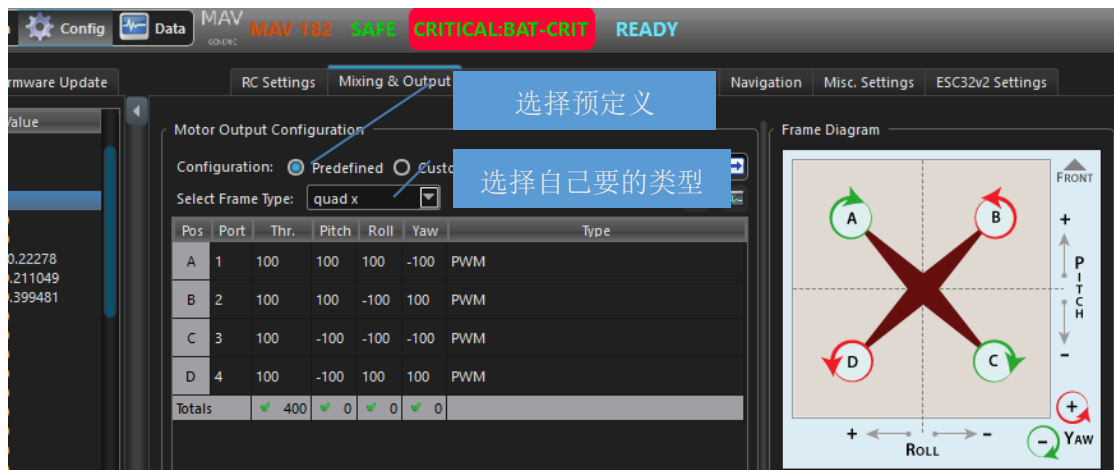 Config
Data
MAV
GENERIC
MAV 182
SAFE
CRITICAL:BAT-CRIT
READY
rmware Update
RC Settings
Mixing & Output
Navigation
Misc. Settings
ESC32v2 Settings
选择预定义
Value
0.22278
.211049
.399481
Motor Output Configuration
Configuration: Predefined Custo
选择自己要的类型
Select Frame Type: quad x
Pos Port Thr. Pitch Roll Yaw Type
A 1 100 100 100 -100 PWM
B 2 100 100 -100 100 PWM
C 3 100 -100 -100 -100 PWM
D 4 100 -100 100 100 PWM
Totals 400 0 0 0
Frame Diagram
FRONT
A
B
+
PITCH
-
D
C
+
+ -
ROLL
- YAW